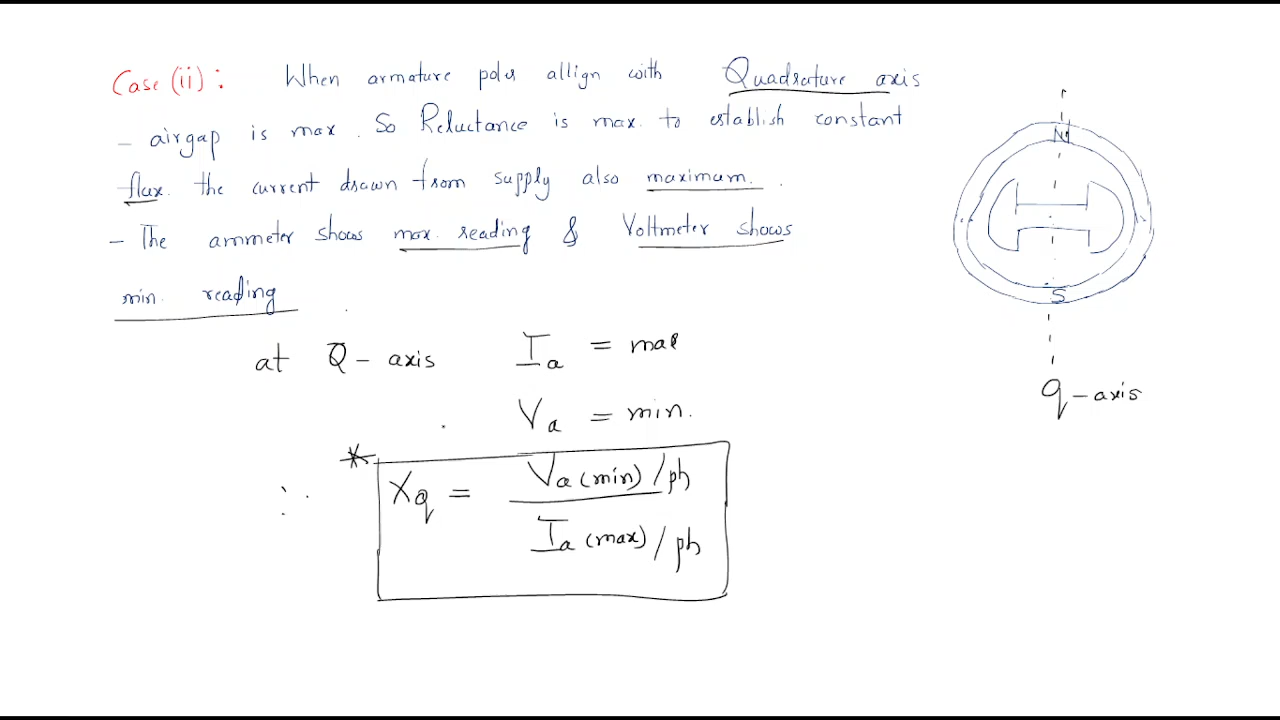 Case (ii) : When armature poles allign with Quadrature axis
- airgap is max. So Reluctance is max. to establish constant
flux. the current drawn from supply also maximum.
- The ammeter shows max. reading & Voltmeter shows
min. reading
at Q - axis Ia = max
Va = min.
* ∴ Xq = Va (min) / ph
Ia (max) / ph
N
S
q - axis